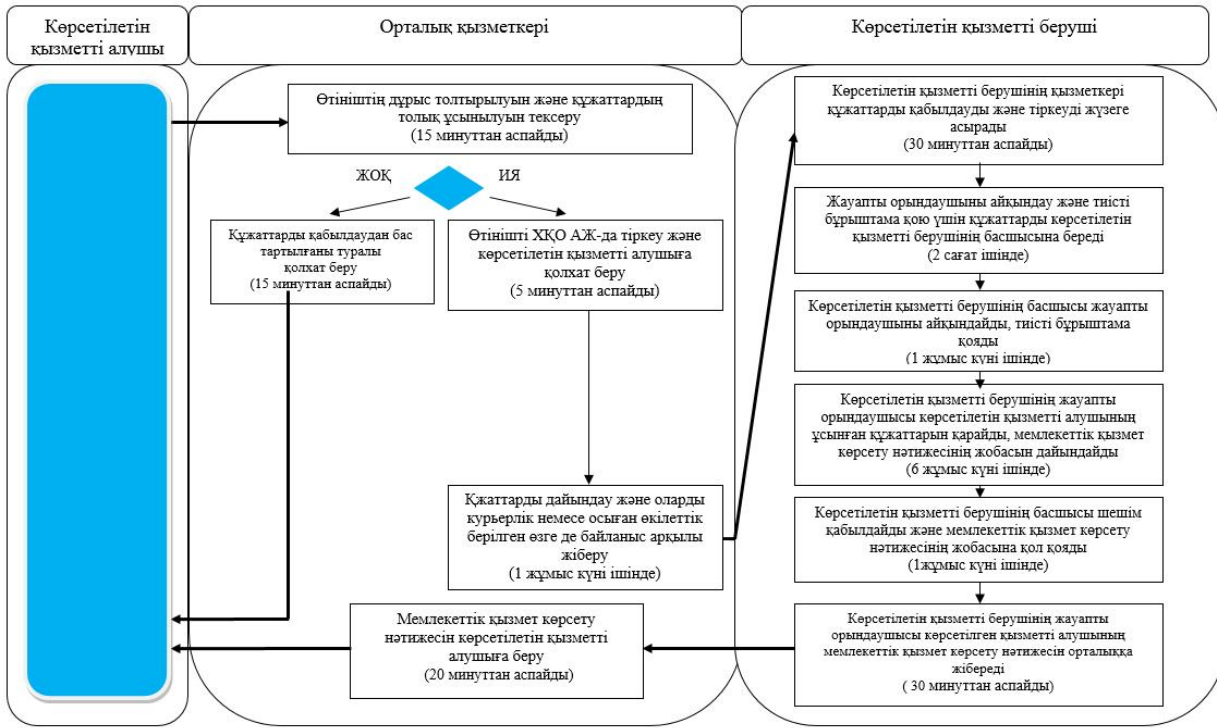 Көрсетілетін
қызметті алушы
Орталық қызметкері
Көрсетілетін қызметті беруші
Өтініштің дұрыс толтырылуын және құжаттардың
толық ұсынылуын тексеру
(15 минуттан аспайды)
ЖОҚ
ИЯ
Құжаттарды қабылдаудан бас
тартылғаны туралы
қолхат беру
(15 минуттан аспайды)
Өтінішті ХҚО АЖ-да тіркеу және
көрсетілетін қызметті алушыға
қолхат беру
(5 минуттан аспайды)
Қжаттарды дайындау және оларды
курьерлік немесе осыған өкілеттік
берілген өзге де байланыс арқылы
жіберу
(1 жұмыс күні ішінде)
Мемлекеттік қызмет көрсету
нәтижесін көрсетілетін қызметті
алушыға беру
(20 минуттан аспайды)
Көрсетілетін қызметті берушінің қызметкері
құжаттарды қабылдауды және тіркеуді жүзеге
асырады
(30 минуттан аспайды)
Жауапты орындаушыны айқындау және тиісті
бұрыштама қою үшін құжаттарды көрсетілетін
қызметті берушінің басшысына береді
(2 сағат ішінде)
Көрсетілетін қызметті берушінің басшысы жауапты
орындаушыны айқындайды, тиісті бұрыштама
қояды
(1 жұмыс күні ішінде)
Көрсетілетін қызметті берушінің жауапты
орындаушысы көрсетілетін қызметті алушының
ұсынған құжаттарын қарайды, мемлекеттік қызмет
көрсету нәтижесінің жобасын дайындайды
(6 жұмыс күні ішінде)
Көрсетілетін қызметті берушінің басшысы шешім
қабылдайды және мемлекеттік қызмет көрсету
нәтижесінің жобасына қол қояды
(1жұмыс күні ішінде)
Көрсетілетін қызметті берушінің жауапты
орындаушысы көрсетілген қызметті алушының
мемлекеттік қызмет көрсету нәтижесін орталыққа
жібереді
( 30 минуттан аспайды)